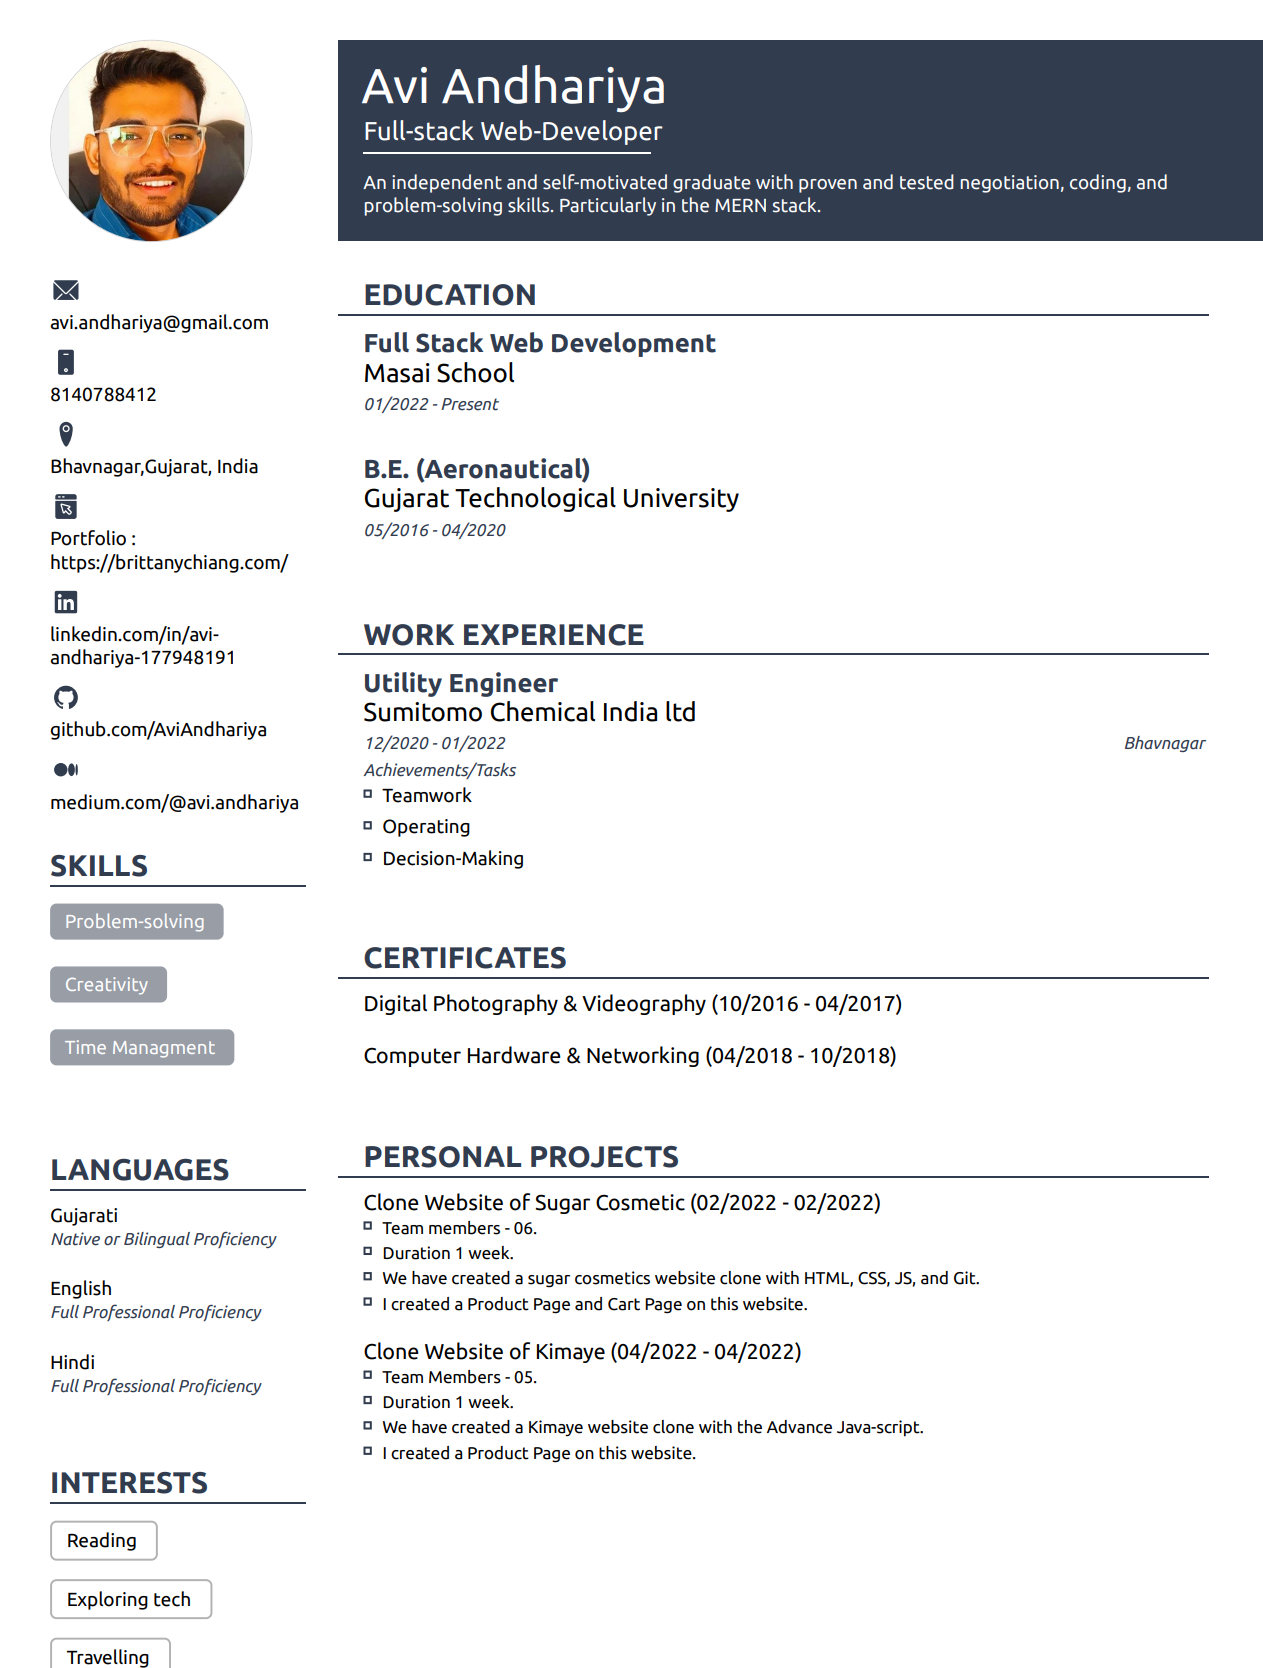 Avi Andhariya
Full-stack Web-Developer
An independent and self-motivated graduate with proven and tested negotiation, coding, and
problem-solving skills. Particularly in the MERN stack.
avi.andhariya@gmail.com
8140788412
Bhavnagar,Gujarat, India
Portfolio :
https://brittanychiang.com/
linkedin.com/in/avi-
andhariya-177948191
github.com/AviAndhariya
medium.com/@avi.andhariya
SKILLS
Problem-solving
Creativity
Time Managment
LANGUAGES
Gujarati
Native or Bilingual Proficiency
English
Full Professional Proficiency
Hindi
Full Professional Proficiency
INTERESTS
Reading
Exploring tech
Travelling
EDUCATION
Full Stack Web Development
Masai School
01/2022 - Present
B.E. (Aeronautical)
Gujarat Technological University
05/2016 - 04/2020
WORK EXPERIENCE
Utility Engineer
Sumitomo Chemical India ltd
12/2020 - 01/2022 Bhavnagar
Achievements/Tasks
Teamwork
Operating
Decision-Making
CERTIFICATES
Digital Photography & Videography (10/2016 - 04/2017)
Computer Hardware & Networking (04/2018 - 10/2018)
PERSONAL PROJECTS
Clone Website of Sugar Cosmetic (02/2022 - 02/2022)
Team members - 06.
Duration 1 week.
We have created a sugar cosmetics website clone with HTML, CSS, JS, and Git.
I created a Product Page and Cart Page on this website.
Clone Website of Kimaye (04/2022 - 04/2022)
Team Members - 05.
Duration 1 week.
We have created a Kimaye website clone with the Advance Java-script.
I created a Product Page on this website.